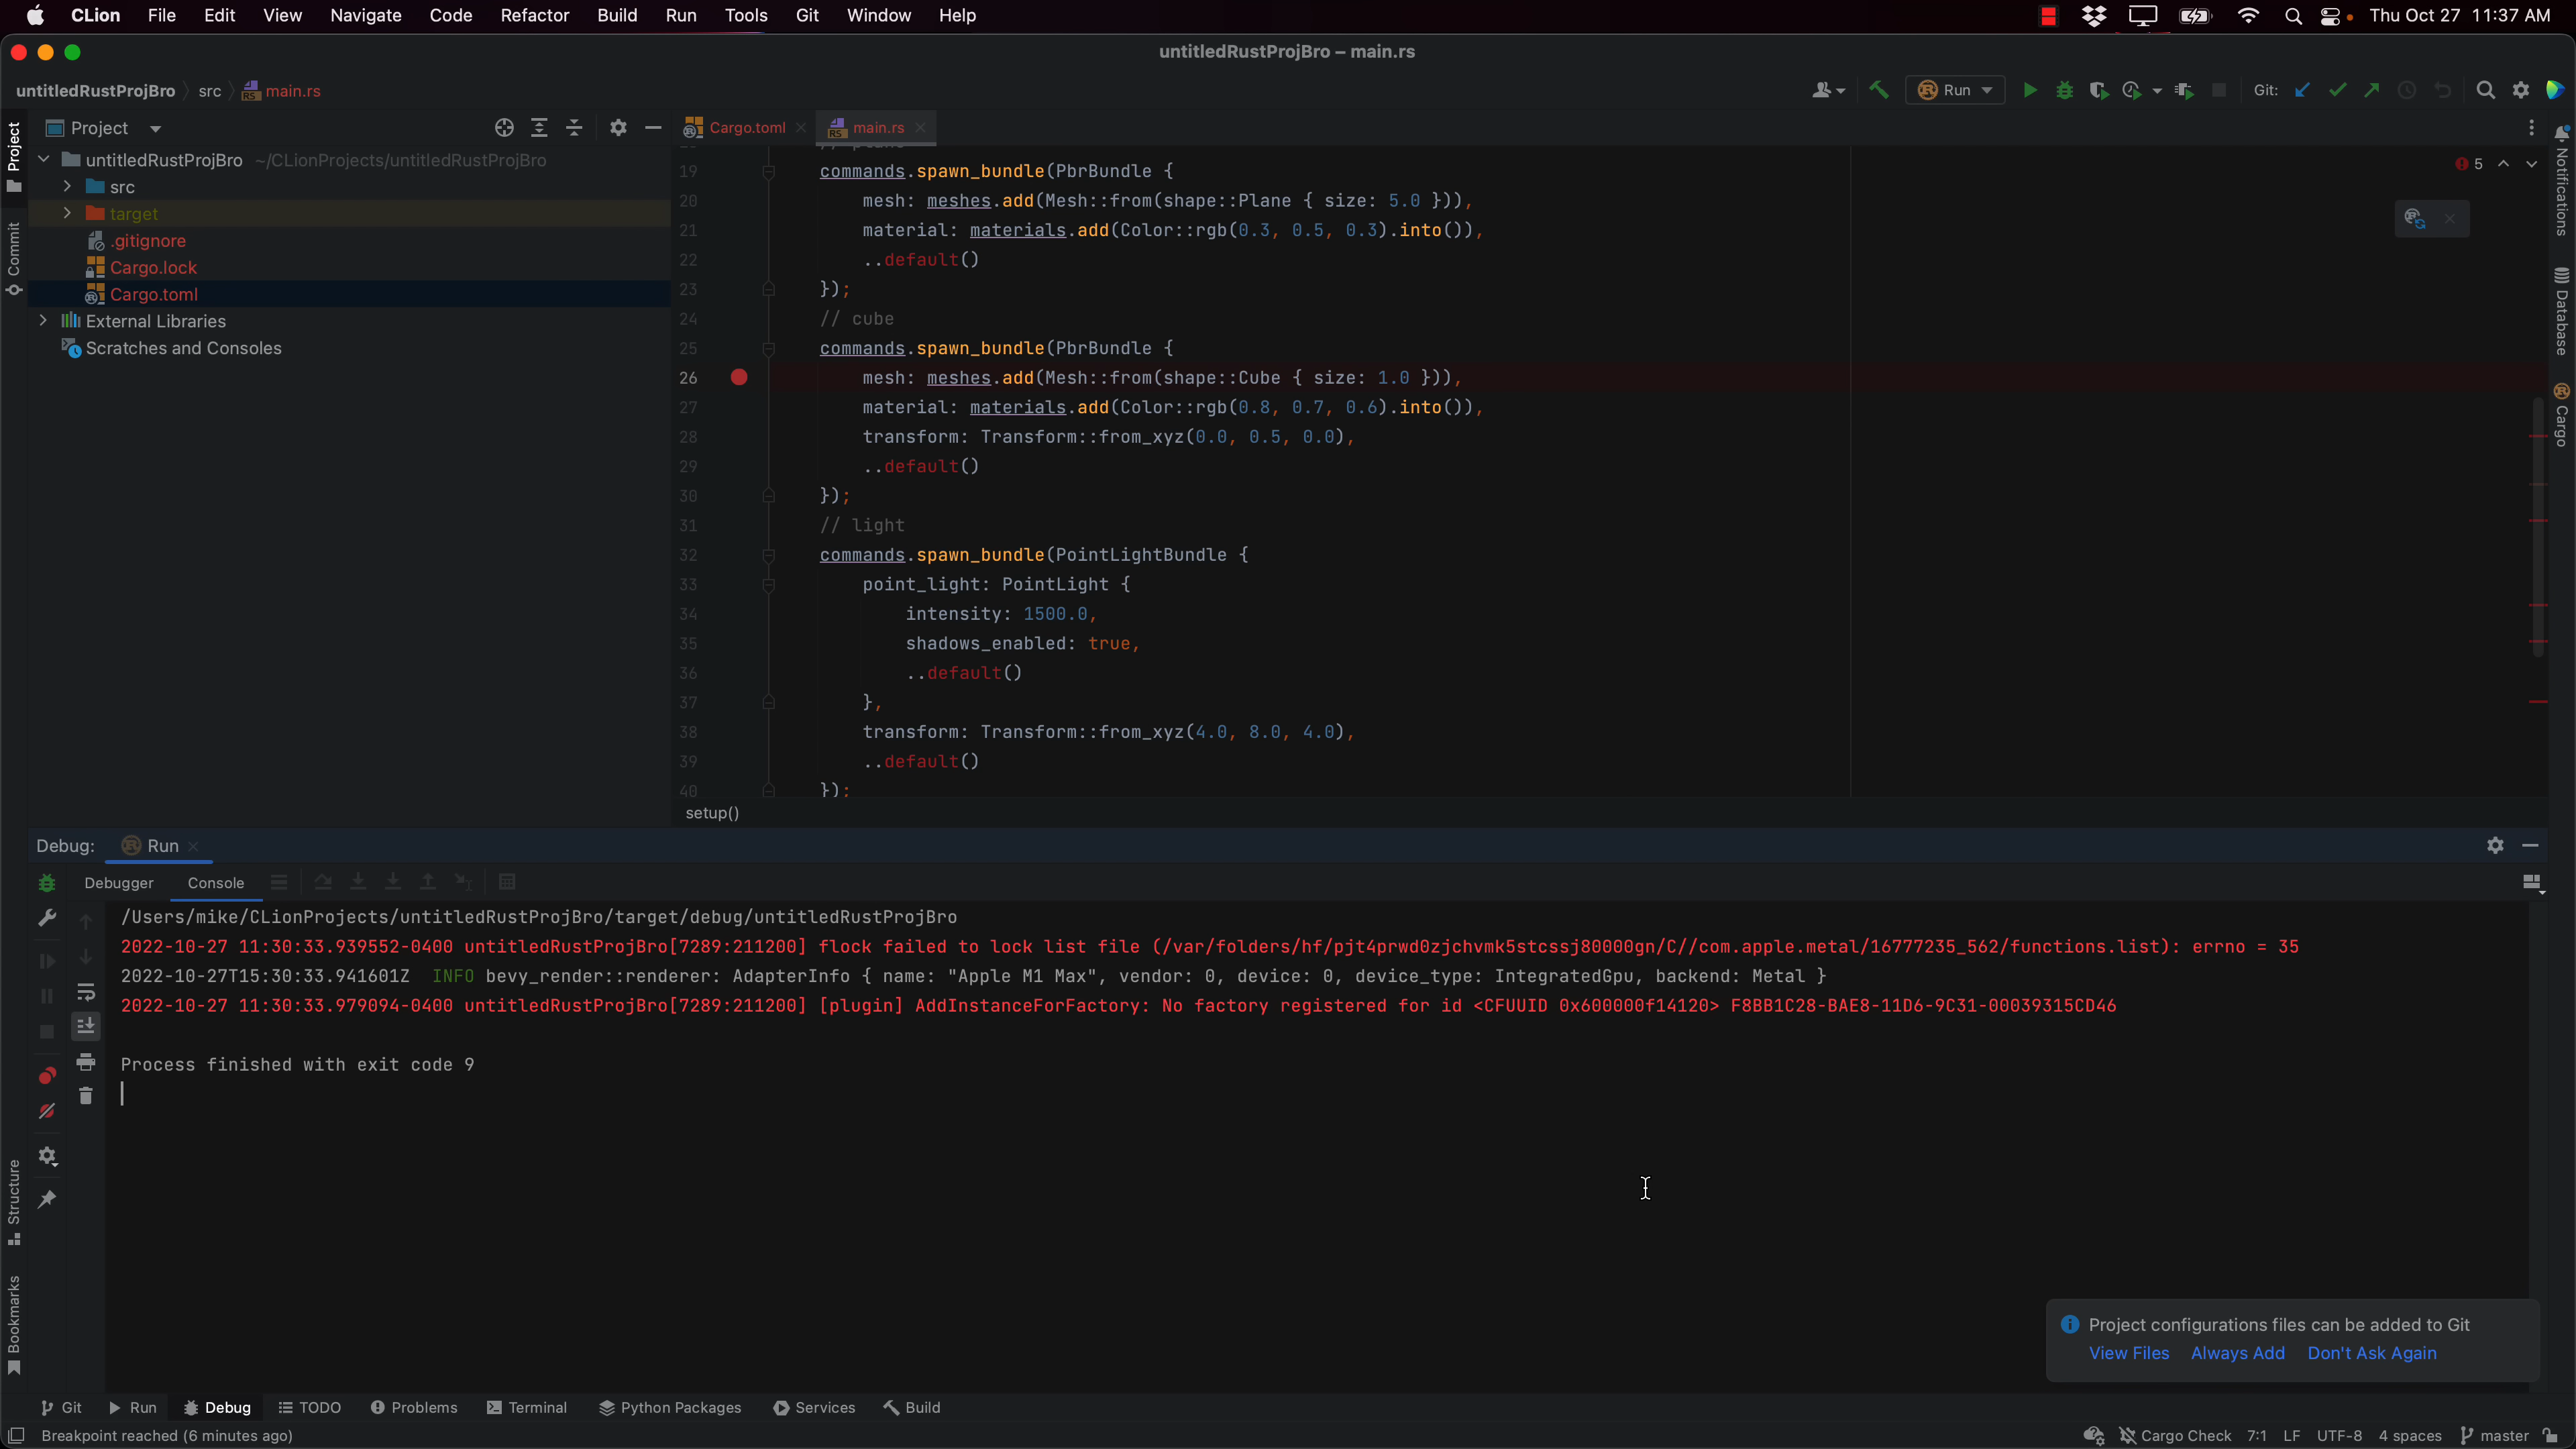 CLion File Edit View Navigate Code Refactor Build Run Tools Git Window Help Thu Oct 27 11:37 AM
untitledRustProjBro – main.rs
untitledRustProjBro src main.rs Run Git:
Project
Cargo.toml main.rs
untitledRustProjBro ~/CLionProjects/untitledRustProjBro
src
target
.gitignore
Cargo.lock
Cargo.toml
External Libraries
Scratches and Consoles
Project
Commit
Structure
Bookmarks
5
19 commands.spawn_bundle(PbrBundle {
20 mesh: meshes.add(Mesh::from(shape::Plane { size: 5.0 })),
21 material: materials.add(Color::rgb(0.3, 0.5, 0.3).into()),
22 ..default()
23 });
24 // cube
25 commands.spawn_bundle(PbrBundle {
26 mesh: meshes.add(Mesh::from(shape::Cube { size: 1.0 })),
27 material: materials.add(Color::rgb(0.8, 0.7, 0.6).into()),
28 transform: Transform::from_xyz(0.0, 0.5, 0.0),
29 ..default()
30 });
31 // light
32 commands.spawn_bundle(PointLightBundle {
33 point_light: PointLight {
34 intensity: 1500.0,
35 shadows_enabled: true,
36 ..default()
37 },
38 transform: Transform::from_xyz(4.0, 8.0, 4.0),
39 ..default()
40 });
setup()
Notifications
Database
Cargo
Debug: Run
Debugger Console
/Users/mike/CLionProjects/untitledRustProjBro/target/debug/untitledRustProjBro
2022-10-27 11:30:33.939552-0400 untitledRustProjBro[7289:211200] flock failed to lock list file (/var/folders/hf/pjt4prwd0zjchvmk5stcssj80000gn/C//com.apple.metal/16777235_562/functions.list): errno = 35
2022-10-27T15:30:33.941601Z INFO bevy_render::renderer: AdapterInfo { name: "Apple M1 Max", vendor: 0, device: 0, device_type: IntegratedGpu, backend: Metal }
2022-10-27 11:30:33.979094-0400 untitledRustProjBro[7289:211200] [plugin] AddInstanceForFactory: No factory registered for id <CFUUID 0x600000f14120> F8BB1C28-BAE8-11D6-9C31-00039315CD46
Process finished with exit code 9
Project configurations files can be added to Git
View Files Always Add Don't Ask Again
Git Run Debug TODO Problems Terminal Python Packages Services Build
Breakpoint reached (6 minutes ago) Cargo Check 7:1 LF UTF-8 4 spaces master